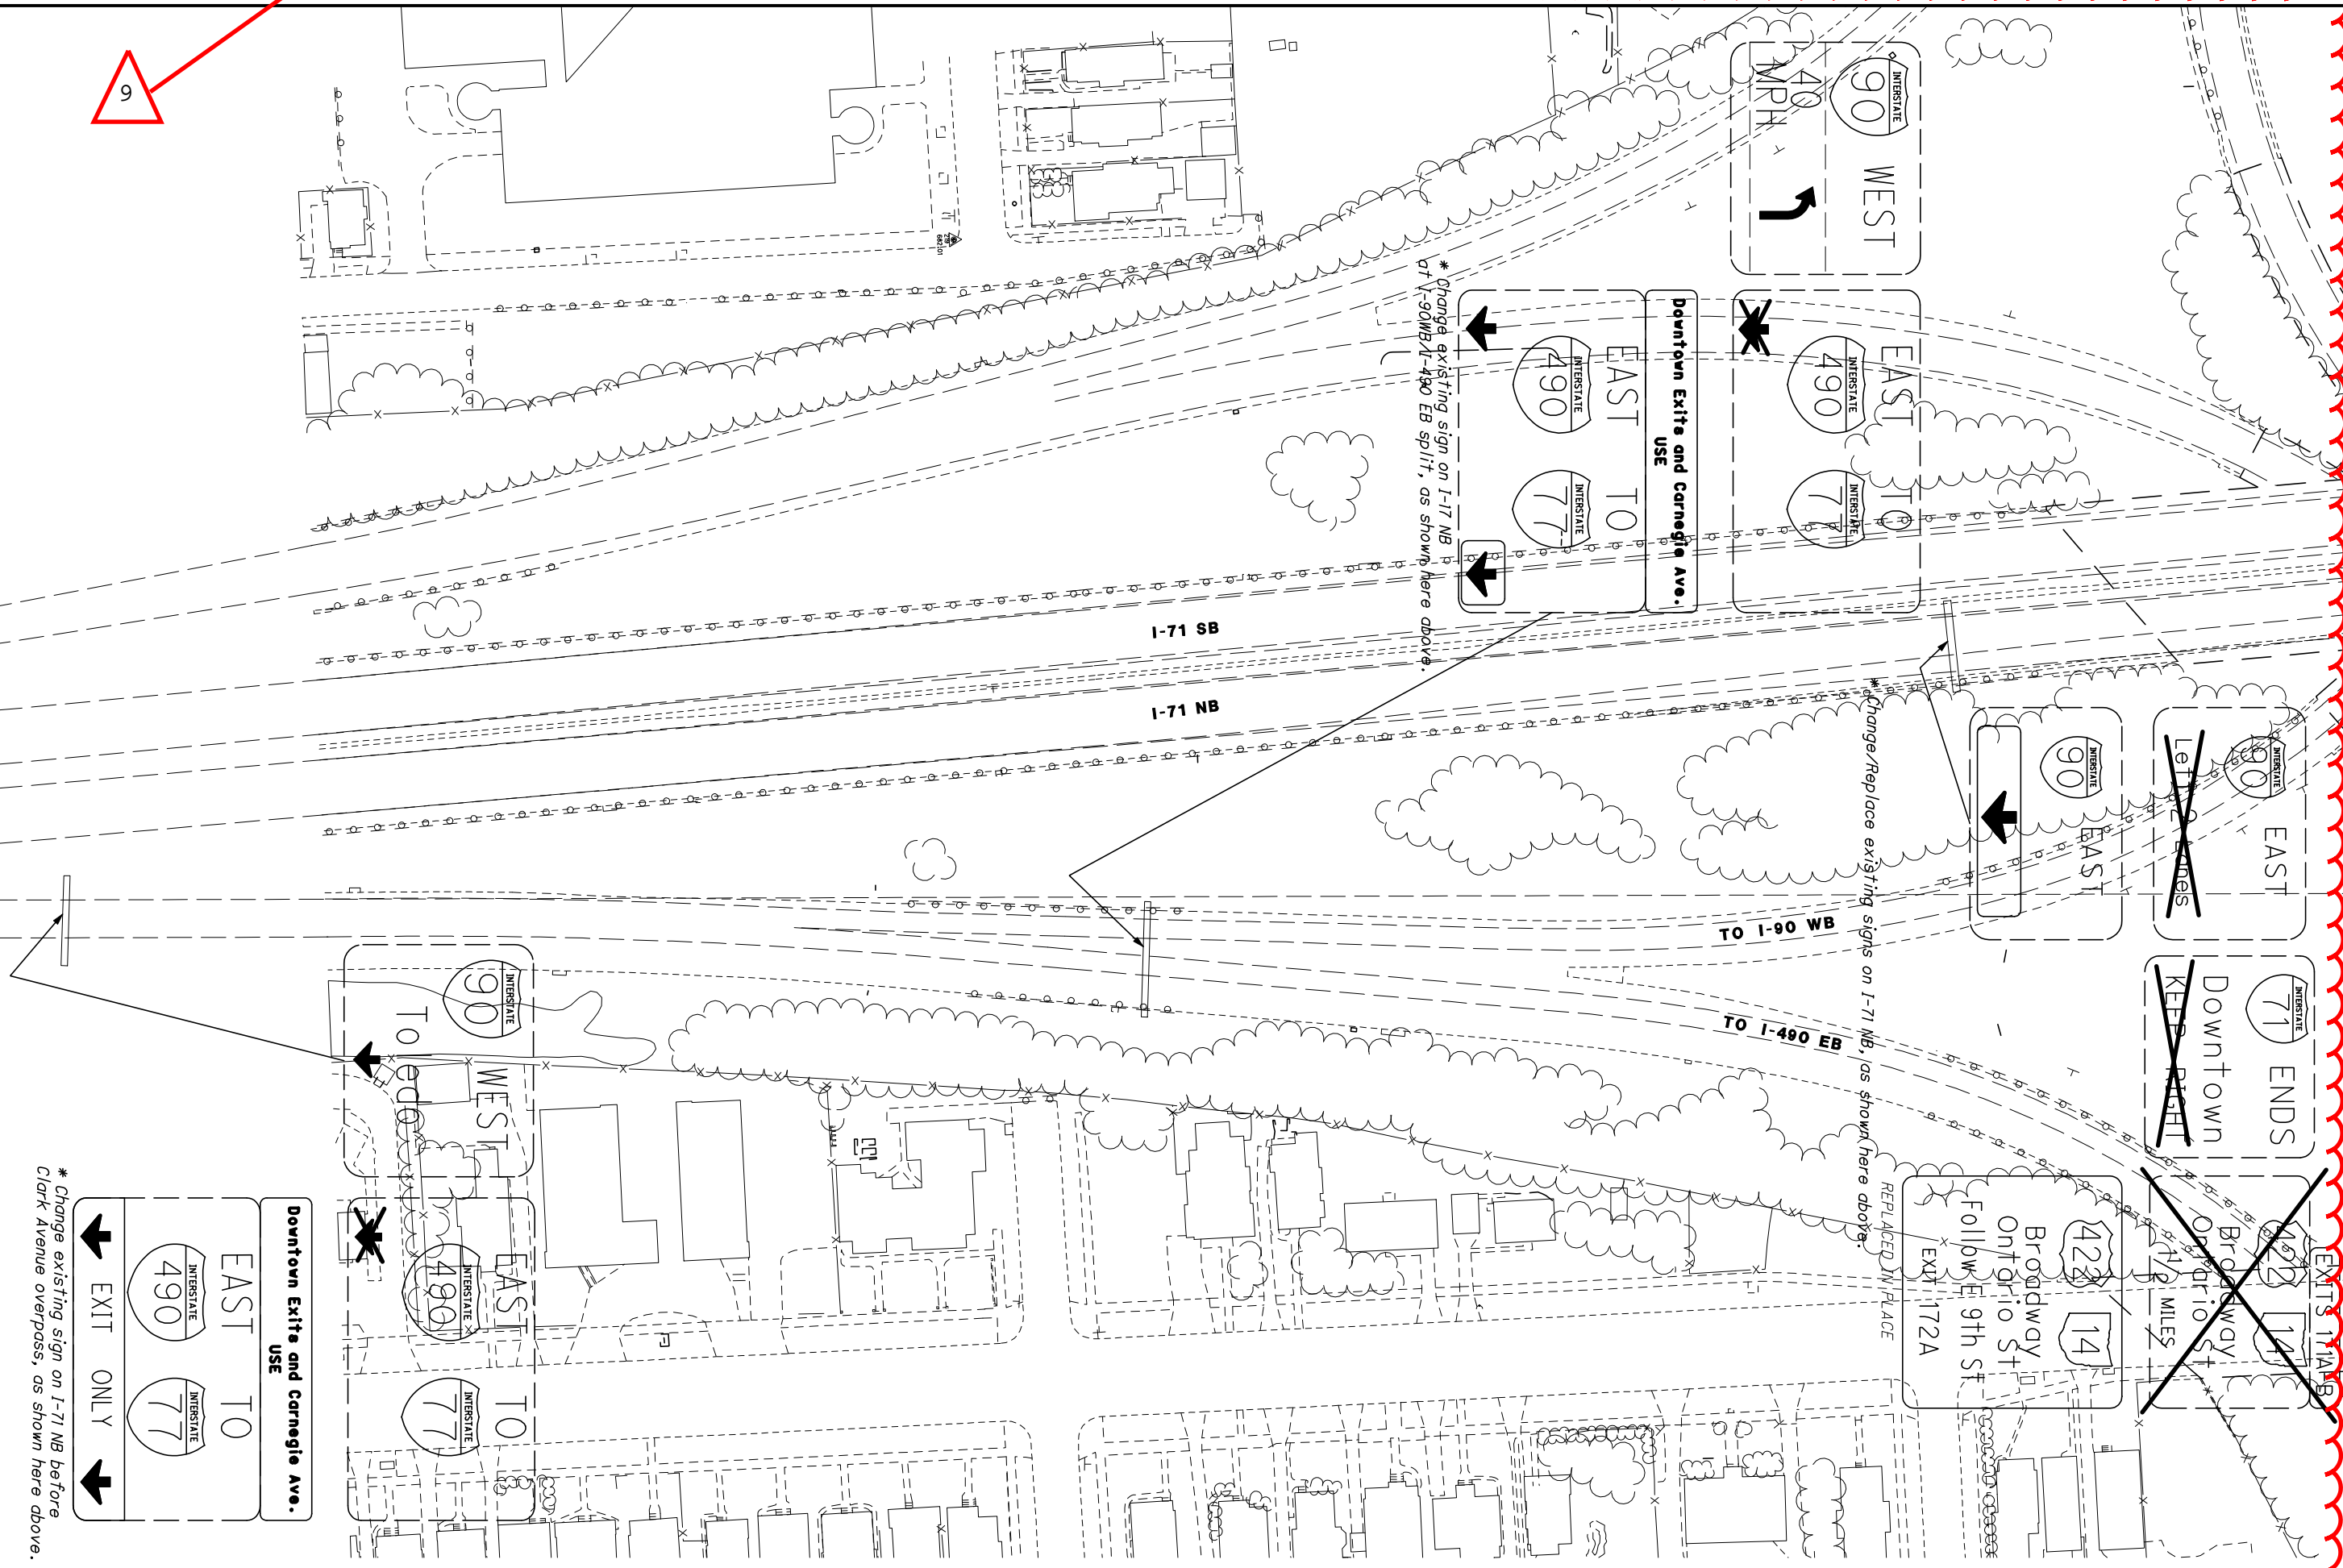 9
INTERSTATE
90
WEST
40
MPH
INTERSTATE
490
INTERSTATE
77
EAST TO
Downtown Exits and Carnegie Ave.
USE
EAST TO
INTERSTATE
490
INTERSTATE
77
* Change existing sign on I-17 NB
at I-90WB/I-490 EB split, as shown here above.
I-71 SB
I-71 NB
TO I-90 WB
TO I-490 EB
INTERSTATE
90
EAST
Left 2 Lanes
INTERSTATE
90
EAST
INTERSTATE
71
ENDS
Downtown
KEEP RIGHT
EXITS 171A-B
422
14
Broadway
Ontario St
1 1/2 MILES
422
14
Broadway
Ontario St
Follow E 9th St
EXIT 172A
REPLACED IN PLACE
* Change/Replace existing signs on I-71 NB, as shown here above.
INTERSTATE
90
WEST
Toledo
EAST TO
INTERSTATE
490
INTERSTATE
77
Downtown Exits and Carnegie Ave.
USE
EAST TO
INTERSTATE
490
INTERSTATE
77
EXIT ONLY
* Change existing sign on I-71 NB before
Clark Avenue overpass, as shown here above.